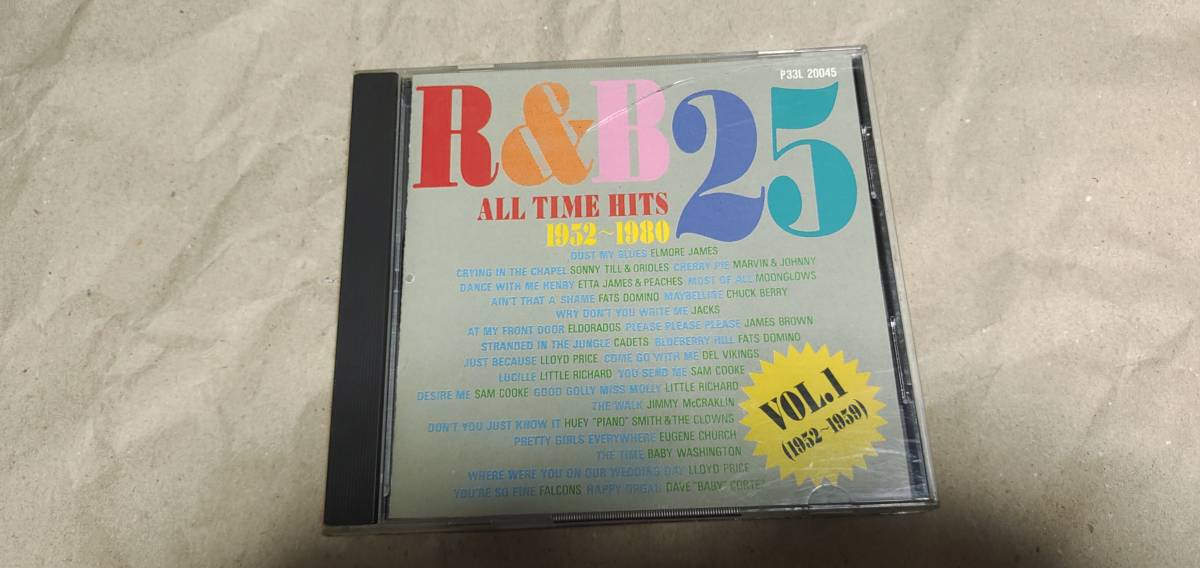 P33L 20045
R&B 25
ALL TIME HITS
1952~1980
DUST MY BLUES ELMORE JAMES
CRYING IN THE CHAPEL SONNY TILL & ORIOLES CHERRY PIE MARVIN & JOHNNY
DANCE WITH ME HENRY ETTA JAMES & PEACHES MOST OF ALL MOONGLOWS
AIN'T THAT A SHAME FATS DOMINO MAYBELLINE CHUCK BERRY
WHY DON'T YOU WRITE ME JACKS
AT MY FRONT DOOR ELDORADOS PLEASE PLEASE PLEASE JAMES BROWN
STRANDED IN THE JUNGLE CADETS BLUEBERRY HILL FATS DOMINO
JUST BECAUSE LLOYD PRICE COME GO WITH ME DEL VIKINGS
LUCILLE LITTLE RICHARD YOU SEND ME SAM COOKE
DESIRE ME SAM COOKE GOOD GOLLY MISS MOLLY LITTLE RICHARD
THE WALK JIMMY McCRAKLIN
DON'T YOU JUST KNOW IT HUEY "PIANO" SMITH & THE CLOWNS
PRETTY GIRLS EVERYWHERE EUGENE CHURCH
THE TIME BABY WASHINGTON
WHERE WERE YOU ON OUR WEDDING DAY LLOYD PRICE
YOU'RE SO FINE FALCONS HAPPY ORGAN DAVE "BABY" CORTEZ
VOL.1
(1952~1959)